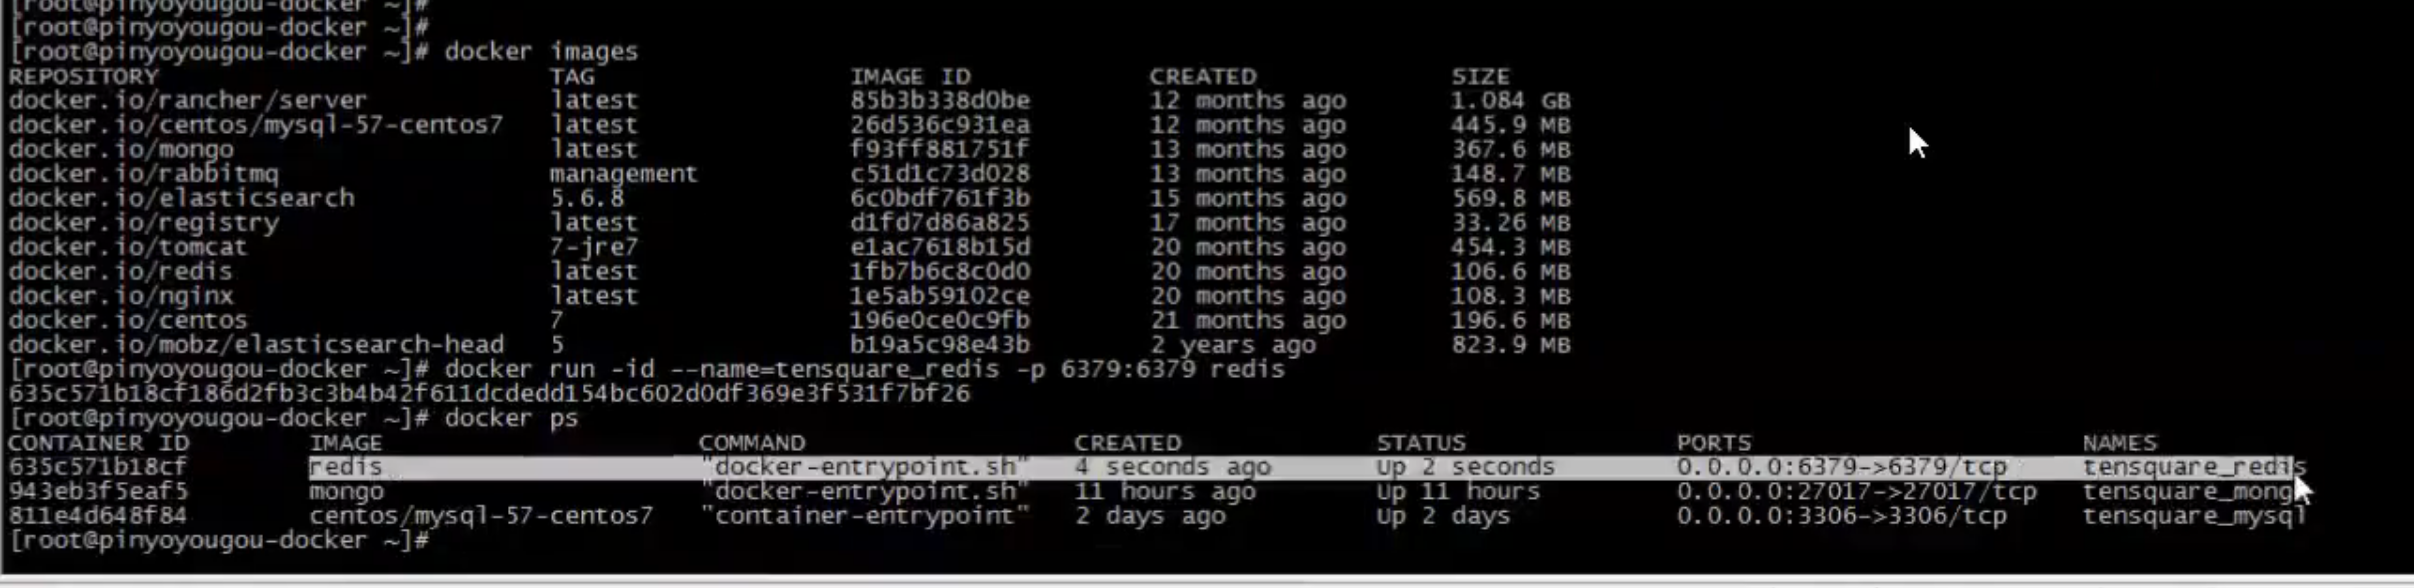 [root@pinyoyougou-docker ~]#
[root@pinyoyougou-docker ~]#
[root@pinyoyougou-docker ~]# docker images
REPOSITORY TAG IMAGE ID CREATED SIZE
docker.io/rancher/server latest 85b3b338d0be 12 months ago 1.084 GB
docker.io/centos/mysql-57-centos7 latest 26d536c931ea 12 months ago 445.9 MB
docker.io/mongo latest f93ff881751f 13 months ago 367.6 MB
docker.io/rabbitmq management c51d1c73d028 13 months ago 148.7 MB
docker.io/elasticsearch 5.6.8 6c0bdf761f3b 15 months ago 569.8 MB
docker.io/registry latest d1fd7d86a825 17 months ago 33.26 MB
docker.io/tomcat 7-jre7 e1ac7618b15d 20 months ago 454.3 MB
docker.io/redis latest 1fb7b6c8c0d0 20 months ago 106.6 MB
docker.io/nginx latest 1e5ab59102ce 20 months ago 108.3 MB
docker.io/centos 7 196e0ce0c9fb 21 months ago 196.6 MB
docker.io/mobz/elasticsearch-head 5 b19a5c98e43b 2 years ago 823.9 MB
[root@pinyoyougou-docker ~]# docker run -id --name=tensquare_redis -p 6379:6379 redis
635c571b18cf186d2fb3c3b4b42f611dcdedd154bc602d0df369e3f531f7bf26
[root@pinyoyougou-docker ~]# docker ps
CONTAINER ID IMAGE COMMAND CREATED STATUS PORTS NAMES
635c571b18cf redis "docker-entrypoint.sh" 4 seconds ago Up 2 seconds 0.0.0.0:6379->6379/tcp tensquare_redis
943eb3f5eaf5 mongo "docker-entrypoint.sh" 11 hours ago Up 11 hours 0.0.0.0:27017->27017/tcp tensquare_mong
811e4d648f84 centos/mysql-57-centos7 "container-entrypoint" 2 days ago Up 2 days 0.0.0.0:3306->3306/tcp tensquare_mysql
[root@pinyoyougou-docker ~]#